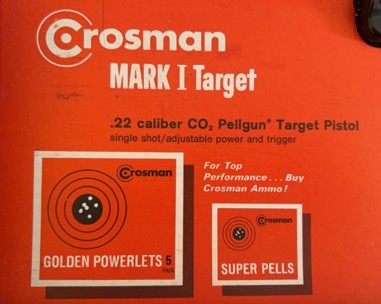 Crosman
MARK I Target
.22 caliber CO₂ Pellgun* Target Pistol
single shot/adjustable power and trigger
For Top
Performance...Buy
Crosman Ammo!
Crosman
GOLDEN POWERLETS 5
PACK
Crosman
SUPER PELLS